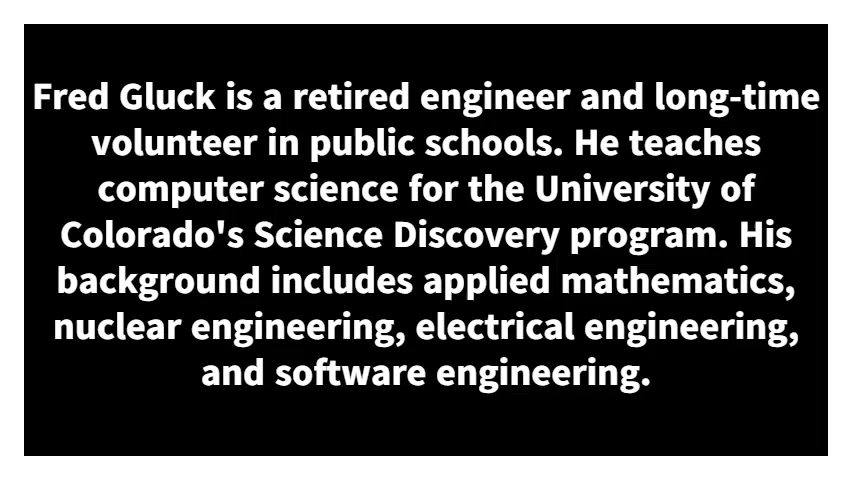 Fred Gluck is a retired engineer and long-time
volunteer in public schools. He teaches
computer science for the University of
Colorado's Science Discovery program. His
background includes applied mathematics,
nuclear engineering, electrical engineering,
and software engineering.